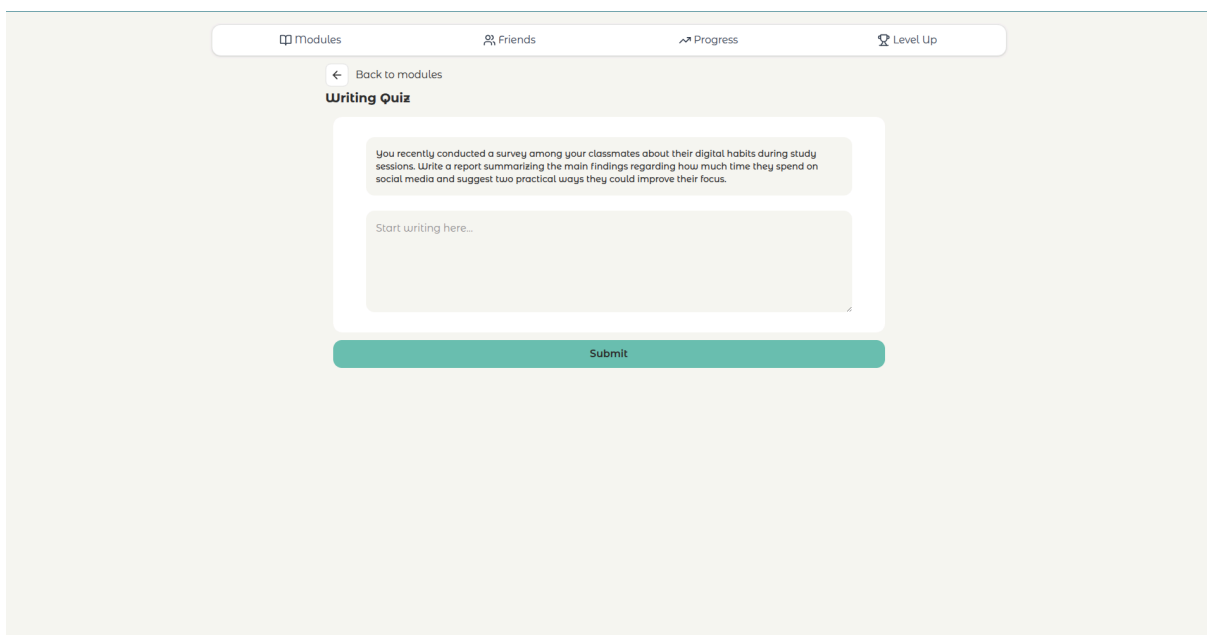 Modules Friends Progress Level Up
Back to modules
Writing Quiz
You recently conducted a survey among your classmates about their digital habits during study
sessions. Write a report summarizing the main findings regarding how much time they spend on
social media and suggest two practical ways they could improve their focus.
Start writing here...
Submit